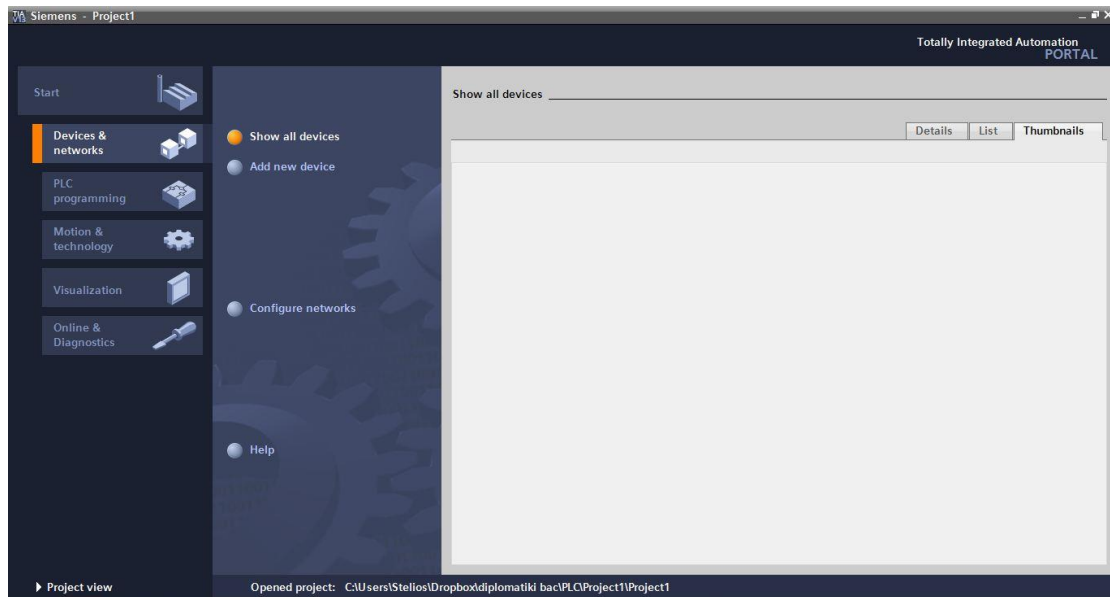 Siemens - Project1
Totally Integrated Automation
PORTAL
Start
Devices &
networks
PLC
programming
Motion &
technology
Visualization
Online &
Diagnostics
Show all devices
Add new device
Configure networks
Help
Show all devices
Details List Thumbnails
Project view
Opened project: C:\Users\Stelios\Dropbox\diplomatiki bac\PLC\Project1\Project1